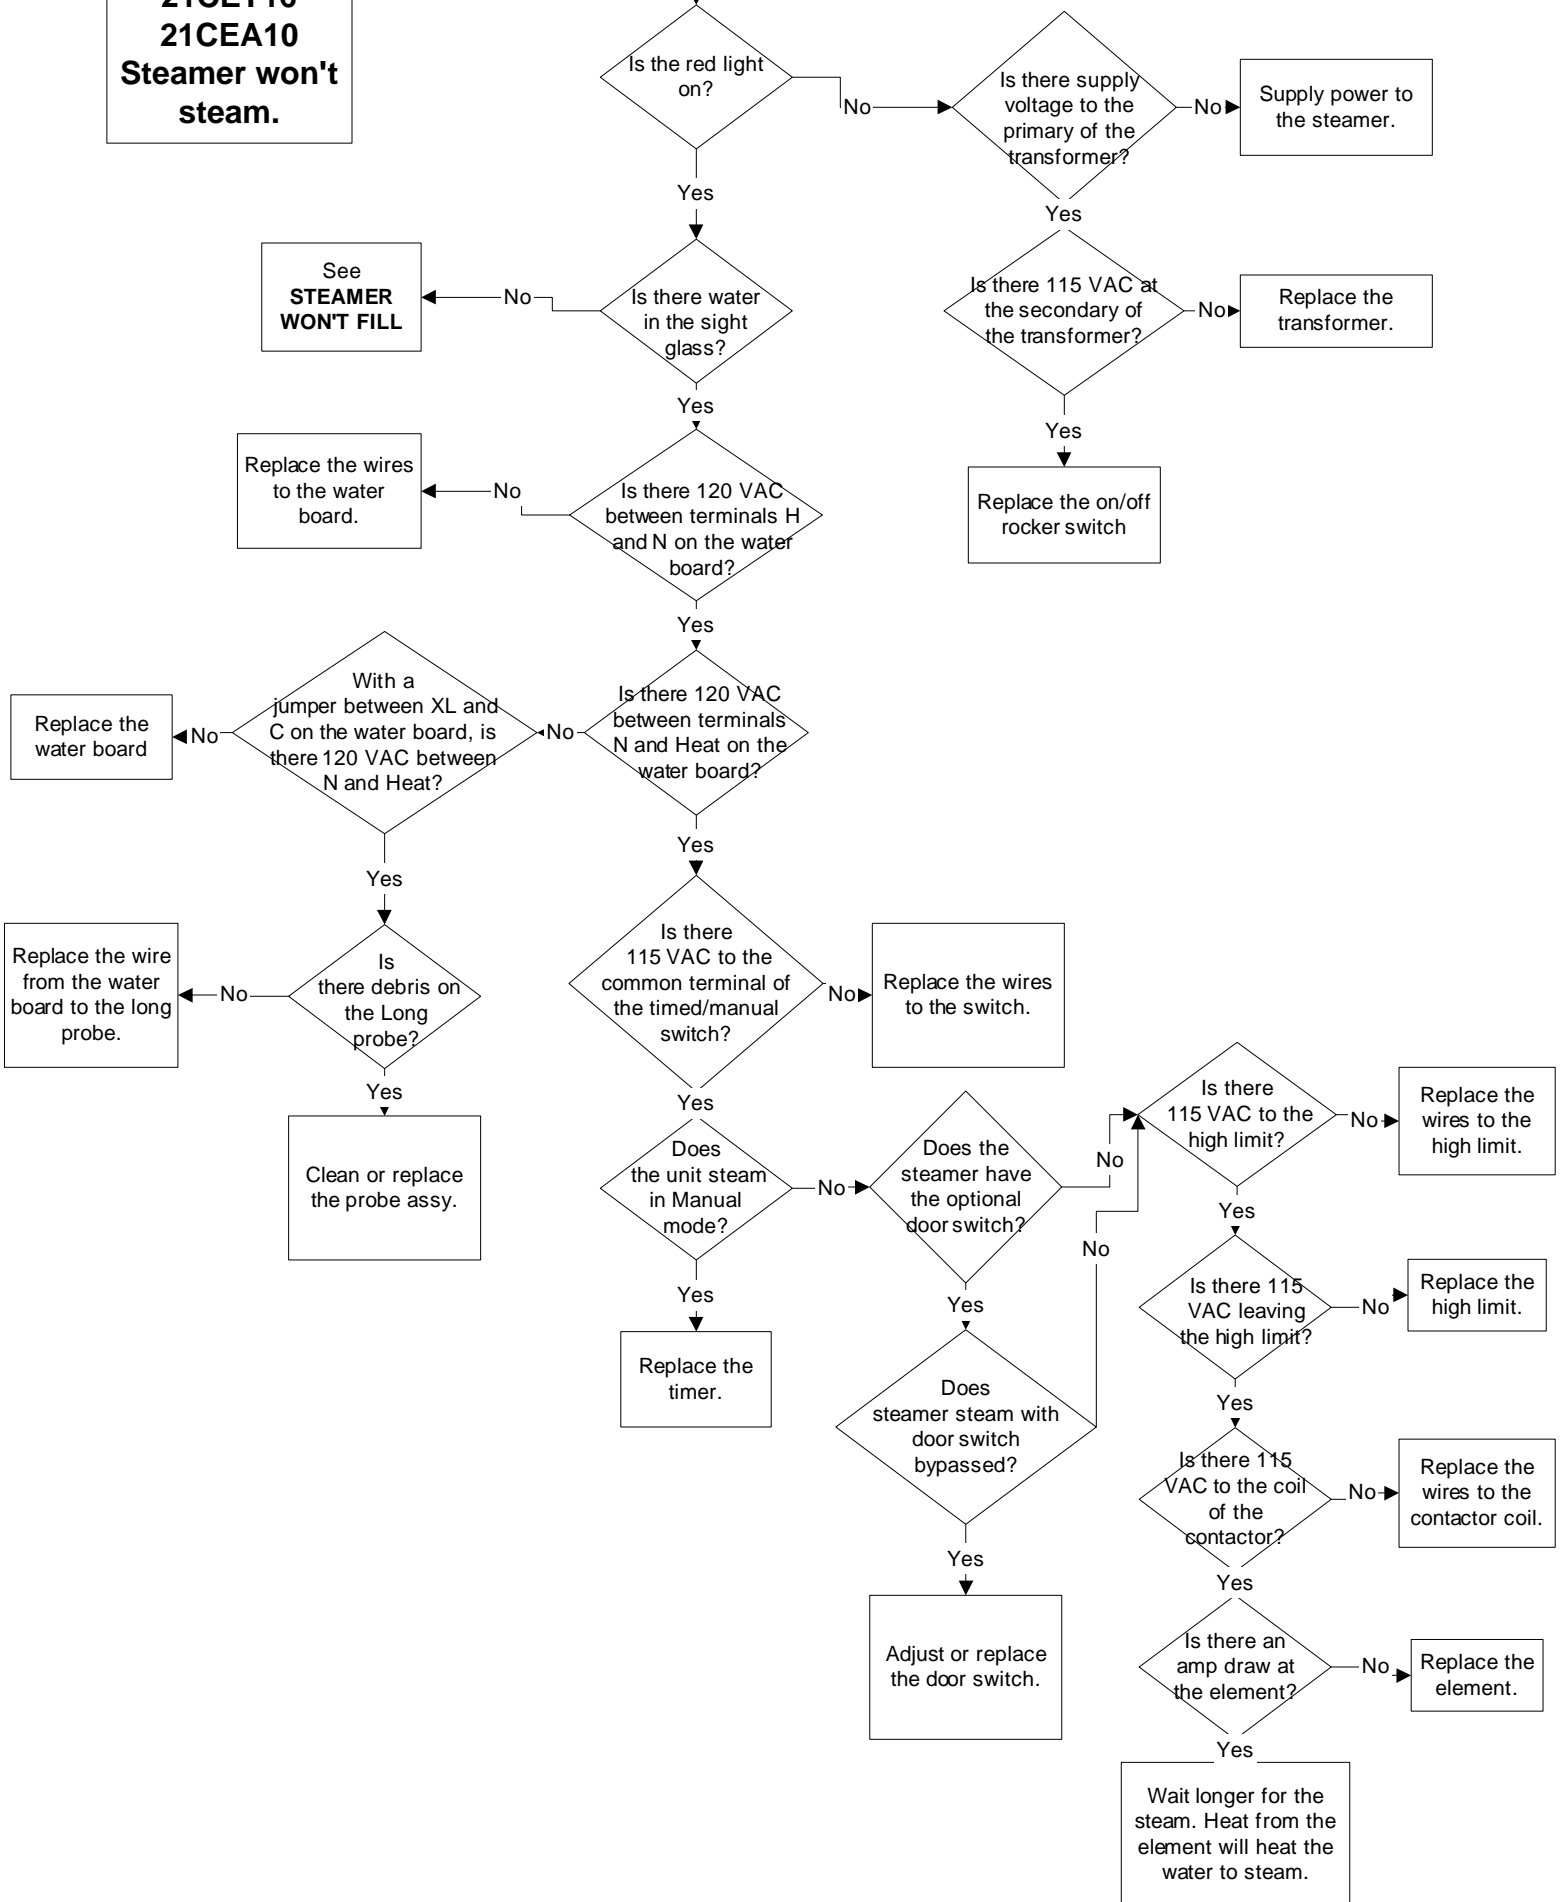 21CEA10
Steamer won't
steam.
Is the red light
on?
No
Is there supply
voltage to the
primary of the
transformer?
No
Supply power to
the steamer.
Yes
Yes
See
STEAMER
WON'T FILL
No
Is there water
in the sight
glass?
Is there 115 VAC at
the secondary of
the transformer?
No
Replace the
transformer.
Yes
Yes
Replace the wires
to the water
board.
No
Is there 120 VAC
between terminals H
and N on the water
board?
Replace the on/off
rocker switch
Yes
Replace the
water board
No
With a
jumper between XL and
C on the water board, is
there 120 VAC between
N and Heat?
No
Is there 120 VAC
between terminals
N and Heat on the
water board?
Yes
Yes
Replace the wire
from the water
board to the long
probe.
No
Is
there debris on
the Long
probe?
Is there
115 VAC to the
common terminal of
the timed/manual
switch?
No
Replace the wires
to the switch.
Yes
Yes
Clean or replace
the probe assy.
Does
the unit steam
in Manual
mode?
No
Does the
steamer have
the optional
door switch?
No
Is there
115 VAC to the
high limit?
No
Replace the
wires to the
high limit.
Yes
No
Yes
Yes
Replace the
timer.
Is there 115
VAC leaving
the high limit?
No
Replace the
high limit.
Does
steamer steam with
door switch
bypassed?
Yes
Is there 115
VAC to the coil
of the
contactor?
No
Replace the
wires to the
contactor coil.
Yes
Yes
Adjust or replace
the door switch.
Is there an
amp draw at
the element?
No
Replace the
element.
Yes
Wait longer for the
steam. Heat from the
element will heat the
water to steam.